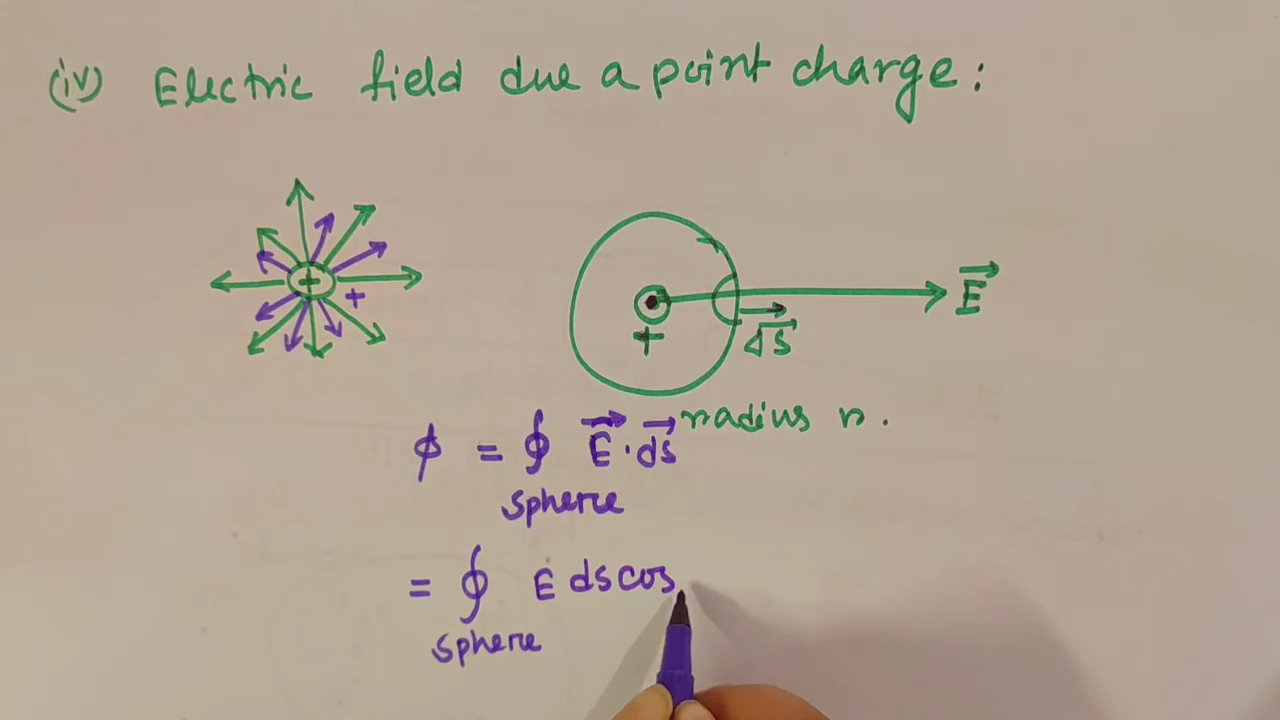 (iv) Electric field due a point charge:
+
+
+
E⃗
ds⃗
radius r.
ϕ = ∮ E⃗ · ds⃗
sphere
= ∮ E ds cos
sphere